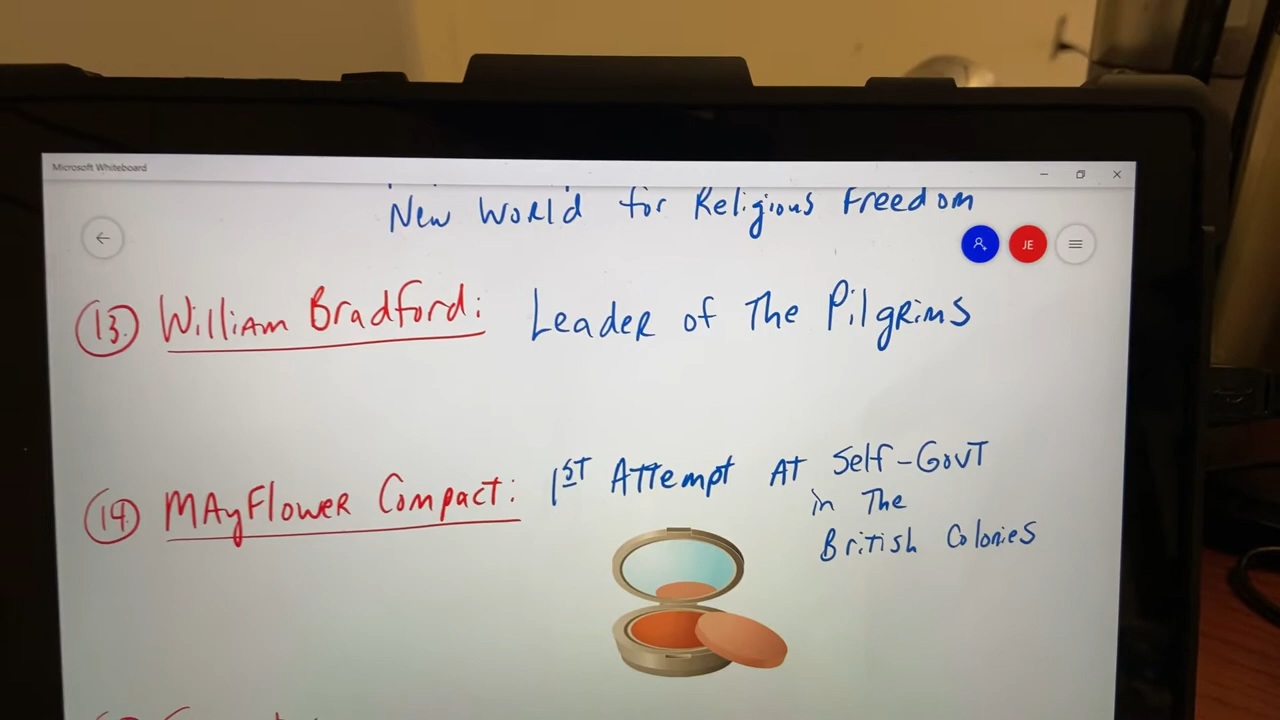 Microsoft Whiteboard
New World for Religious Freedom
JE
13. William Bradford: Leader of The Pilgrims
14. MAyFlower Compact: 1ST Attempt At Self-Govt
in The
British Colonies